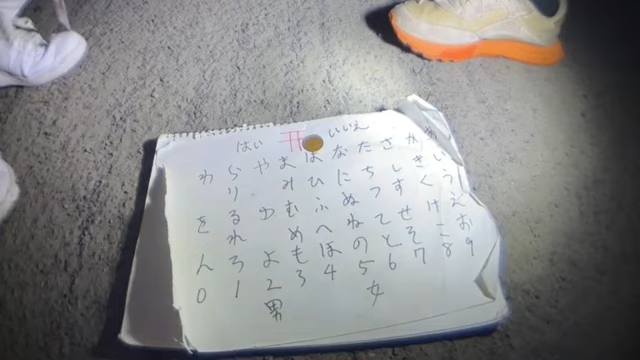 はい いいえ
あいうえお
かきくけこ
さしすせそ
たちつてと
なにぬねの
はひふへほ
まみむめも
やゆよ
らりるれろ
わをん
0 1 2 3 4 5 6 7 8 9
男 女